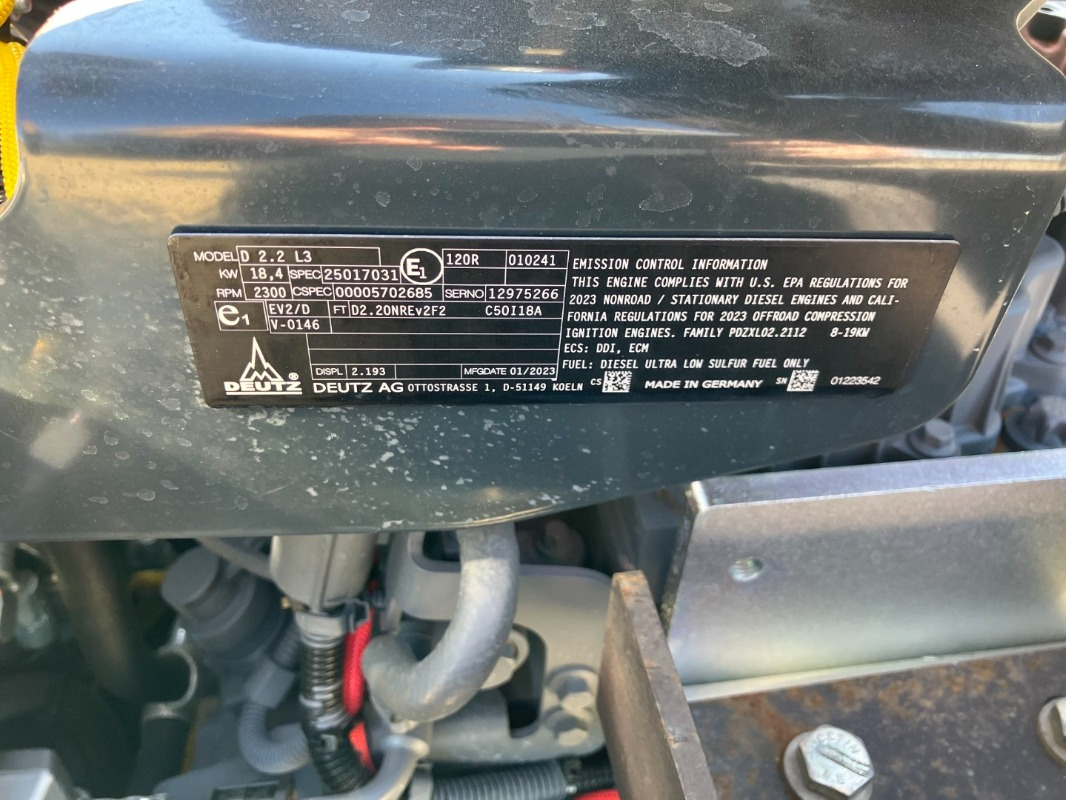 MODEL D 2.2 L3
KW 18,4 SPEC 25017031 E1 120R 010241
RPM 2300 CSPEC 00005702685 SERNO 12975266
e1 EV2/D FT D2.20NREv2F2 C50I18A
V-0146
DISPL 2.193 MFGDATE 01/2023
DEUTZ ®
DEUTZ AG OTTOSTRASSE 1, D-51149 KOELN CS MADE IN GERMANY SN 01223542
EMISSION CONTROL INFORMATION
THIS ENGINE COMPLIES WITH U.S. EPA REGULATIONS FOR
2023 NONROAD / STATIONARY DIESEL ENGINES AND CALI-
FORNIA REGULATIONS FOR 2023 OFFROAD COMPRESSION
IGNITION ENGINES. FAMILY PDZXL02.2112 8-19KW
ECS: DDI, ECM
FUEL: DIESEL ULTRA LOW SULFUR FUEL ONLY
8.8